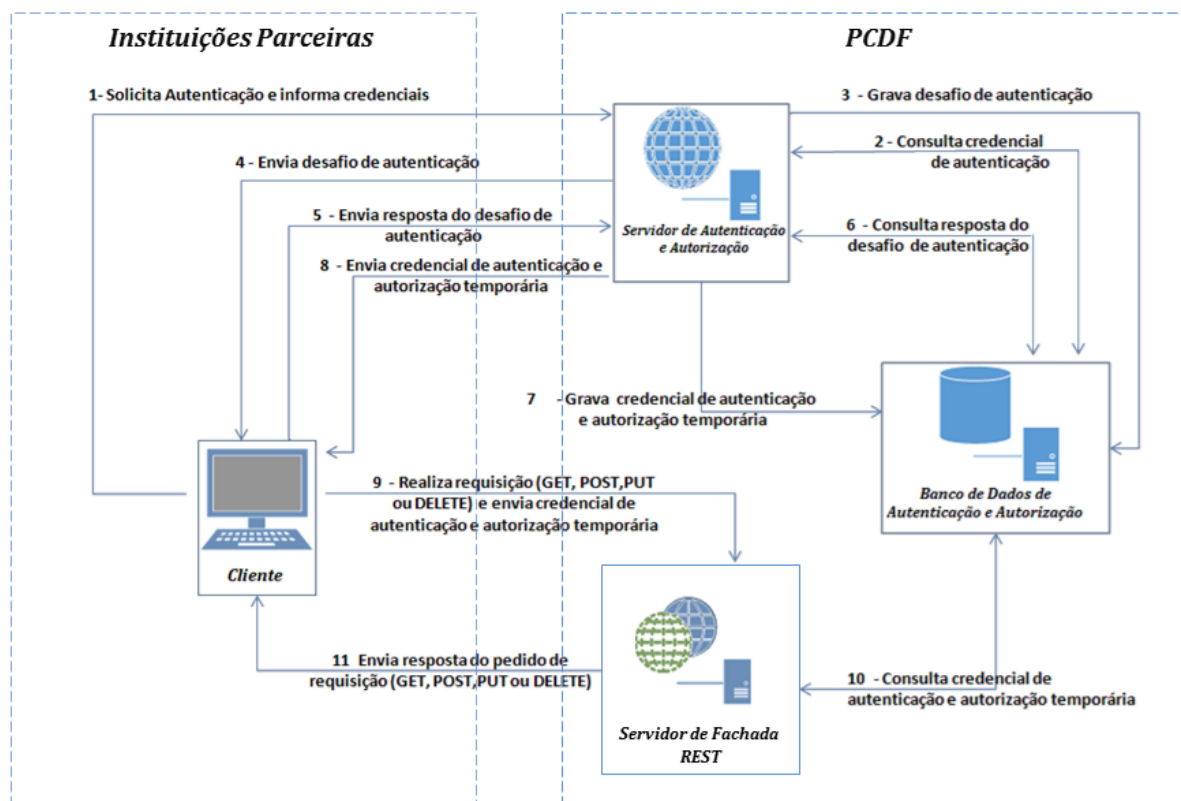 Instituições Parceiras
PCDF
1- Solicita Autenticação e informa credenciais
3 - Grava desafio de autenticação
2 - Consulta credencial
de autenticação
4 - Envia desafio de autenticação
5 - Envia resposta do desafio de
autenticação
Servidor de Autenticação
e Autorização
6 - Consulta resposta do
desafio de autenticação
8 - Envia credencial de autenticação e
autorização temporária
7 - Grava credencial de autenticação
e autorização temporária
9 - Realiza requisição (GET, POST,PUT
ou DELETE) e envia credencial de
autenticação e autorização temporária
Banco de Dados de
Autenticação e Autorização
Cliente
11 Envia resposta do pedido de
requisição (GET, POST,PUT ou DELETE)
10 - Consulta credencial de
autenticação e autorização temporária
Servidor de Fachada
REST